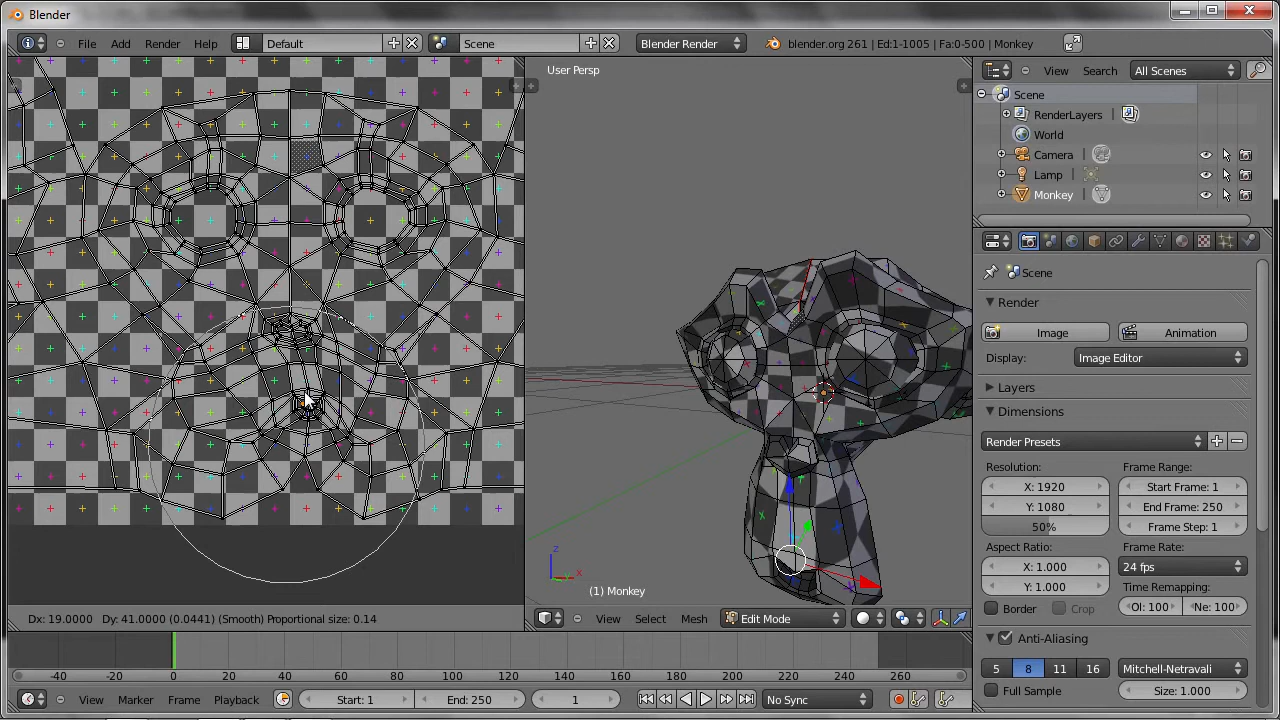 Blender
File Add Render Help Default Scene Blender Render blender.org 261 | Ed:1-1005 | Fa:0-500 | Monkey
User Persp
View Search All Scenes
Scene
RenderLayers |
World
Camera |
Lamp |
Monkey |
Scene
Render
Image Animation
Display: Image Editor
Layers
Dimensions
Render Presets
Resolution: Frame Range:
X: 1920 Start Frame: 1
Y: 1080 End Frame: 250
50% Frame Step: 1
Aspect Ratio: Frame Rate:
X: 1.000 24 fps
Y: 1.000 Time Remapping:
Border Crop Ol: 100 Ne: 100
Anti-Aliasing
5 8 11 16 Mitchell-Netravali
Full Sample Size: 1.000
z
x
(1) Monkey
Dx: 19.0000 Dy: 41.0000 (0.0441) (Smooth) Proportional size: 0.14
View Select Mesh Edit Mode
-40 -20 0 20 40 60 80 100 120 140 160 180 200 220 240 260
View Marker Frame Playback Start: 1 End: 250 1 No Sync